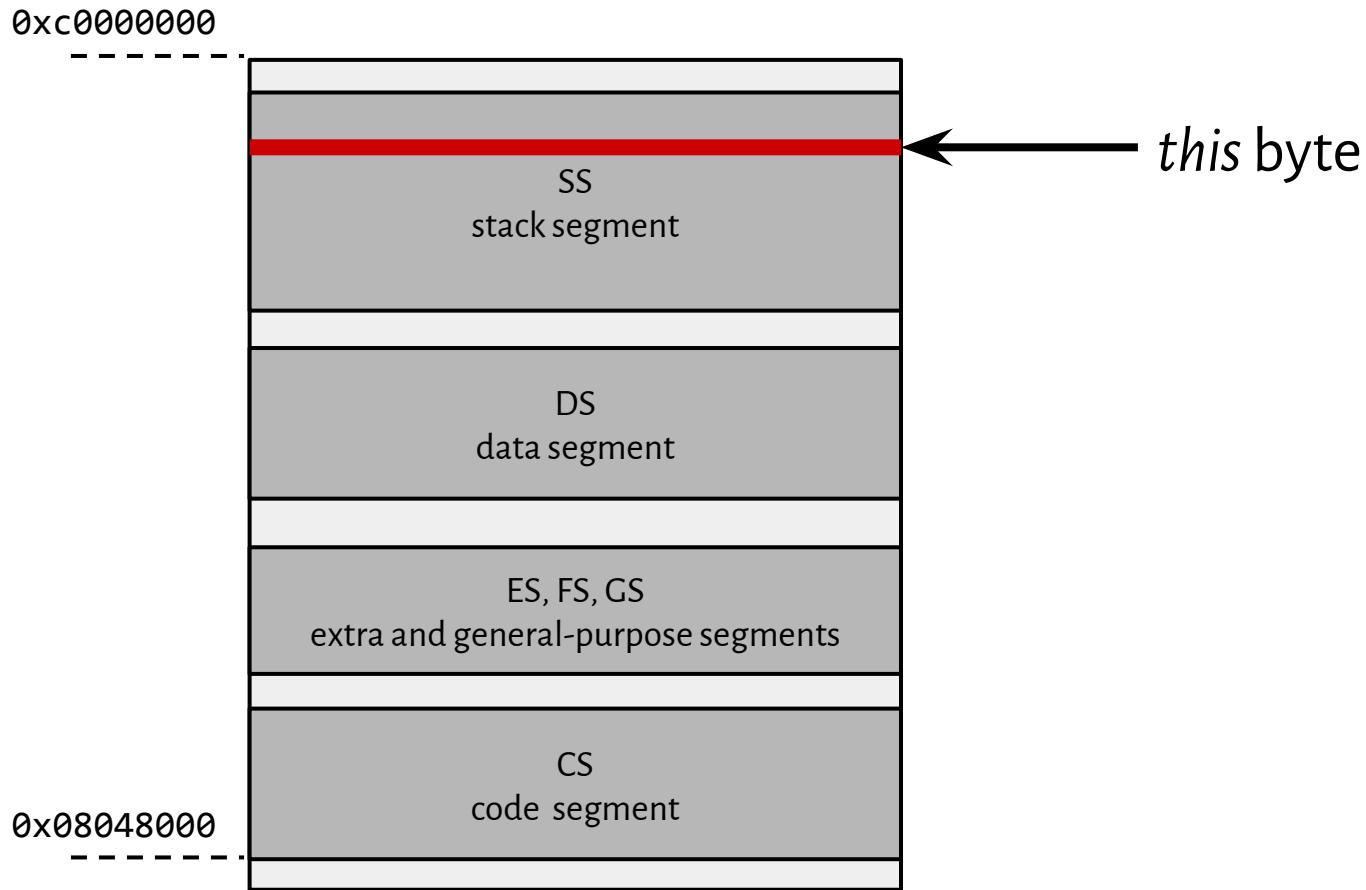 0xc0000000
this byte
SS
stack segment
DS
data segment
ES, FS, GS
extra and general-purpose segments
CS
code segment
0x08048000